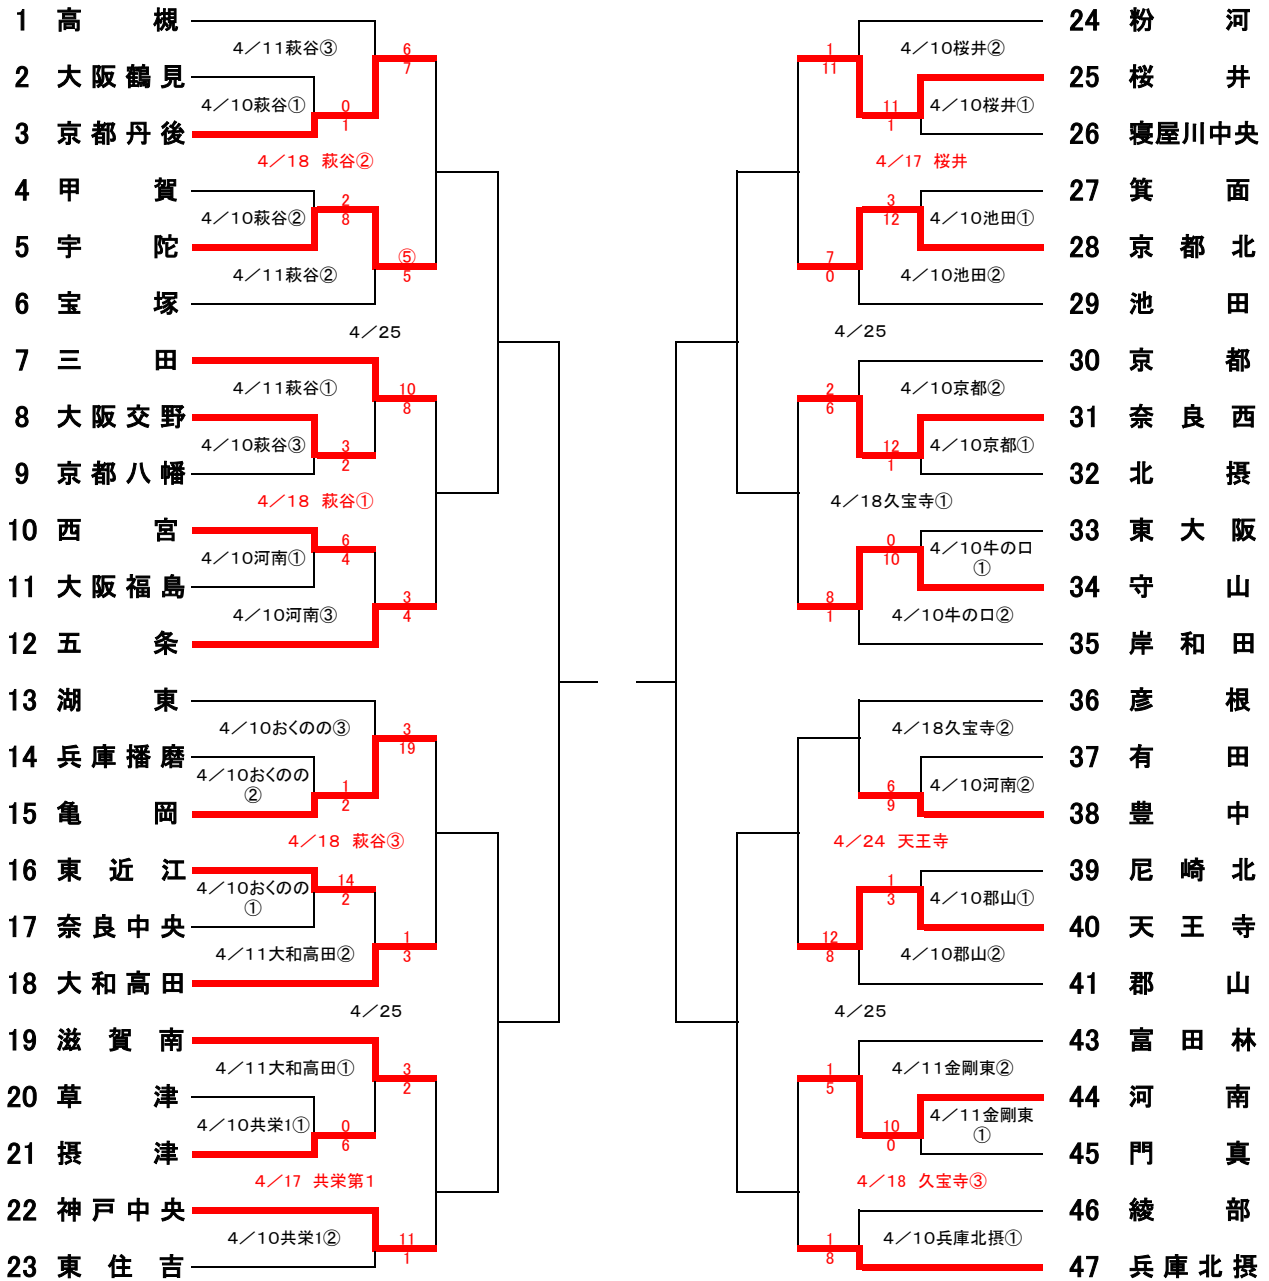 1 高槻
4／11萩谷③
6
7
2 大阪鶴見
4／10萩谷①
0
1
3 京都丹後
4／18 萩谷②
4 甲賀
4／10萩谷②
2
8
5 宇陀
4／11萩谷②
⑤
5
6 宝塚
4／25
7 三田
4／11萩谷①
10
8
8 大阪交野
4／10萩谷③
3
2
9 京都八幡
4／18 萩谷①
10 西宮
4／10河南①
6
4
11 大阪福島
4／10河南③
3
4
12 五条
13 湖東
4／10おくのの③
3
19
14 兵庫播磨
4／10おくのの
②
1
2
15 亀岡
4／18 萩谷③
16 東近江
4／10おくのの
①
14
2
17 奈良中央
4／11大和高田②
1
3
18 大和高田
4／25
19 滋賀南
4／11大和高田①
3
2
20 草津
4／10共栄1①
0
6
21 摂津
4／17 共栄第1
22 神戸中央
4／10共栄1②
11
1
23 東住吉
24 粉河
4／10桜井②
1
11
25 桜井
4／10桜井①
11
1
26 寝屋川中央
4／17 桜井
27 箕面
4／10池田①
3
12
28 京都北
4／10池田②
7
0
29 池田
4／25
30 京都
4／10京都②
2
6
31 奈良西
4／10京都①
12
1
32 北摂
4／18久宝寺①
33 東大阪
4／10牛の口
①
0
10
34 守山
4／10牛の口②
8
1
35 岸和田
36 彦根
4／18久宝寺②
37 有田
4／10河南②
6
9
38 豊中
4／24 天王寺
39 尼崎北
4／10郡山①
1
3
40 天王寺
4／10郡山②
12
8
41 郡山
4／25
43 富田林
4／11金剛東②
1
5
44 河南
4／11金剛東
①
10
0
45 門真
4／18 久宝寺③
46 綾部
4／10兵庫北摂①
1
8
47 兵庫北摂